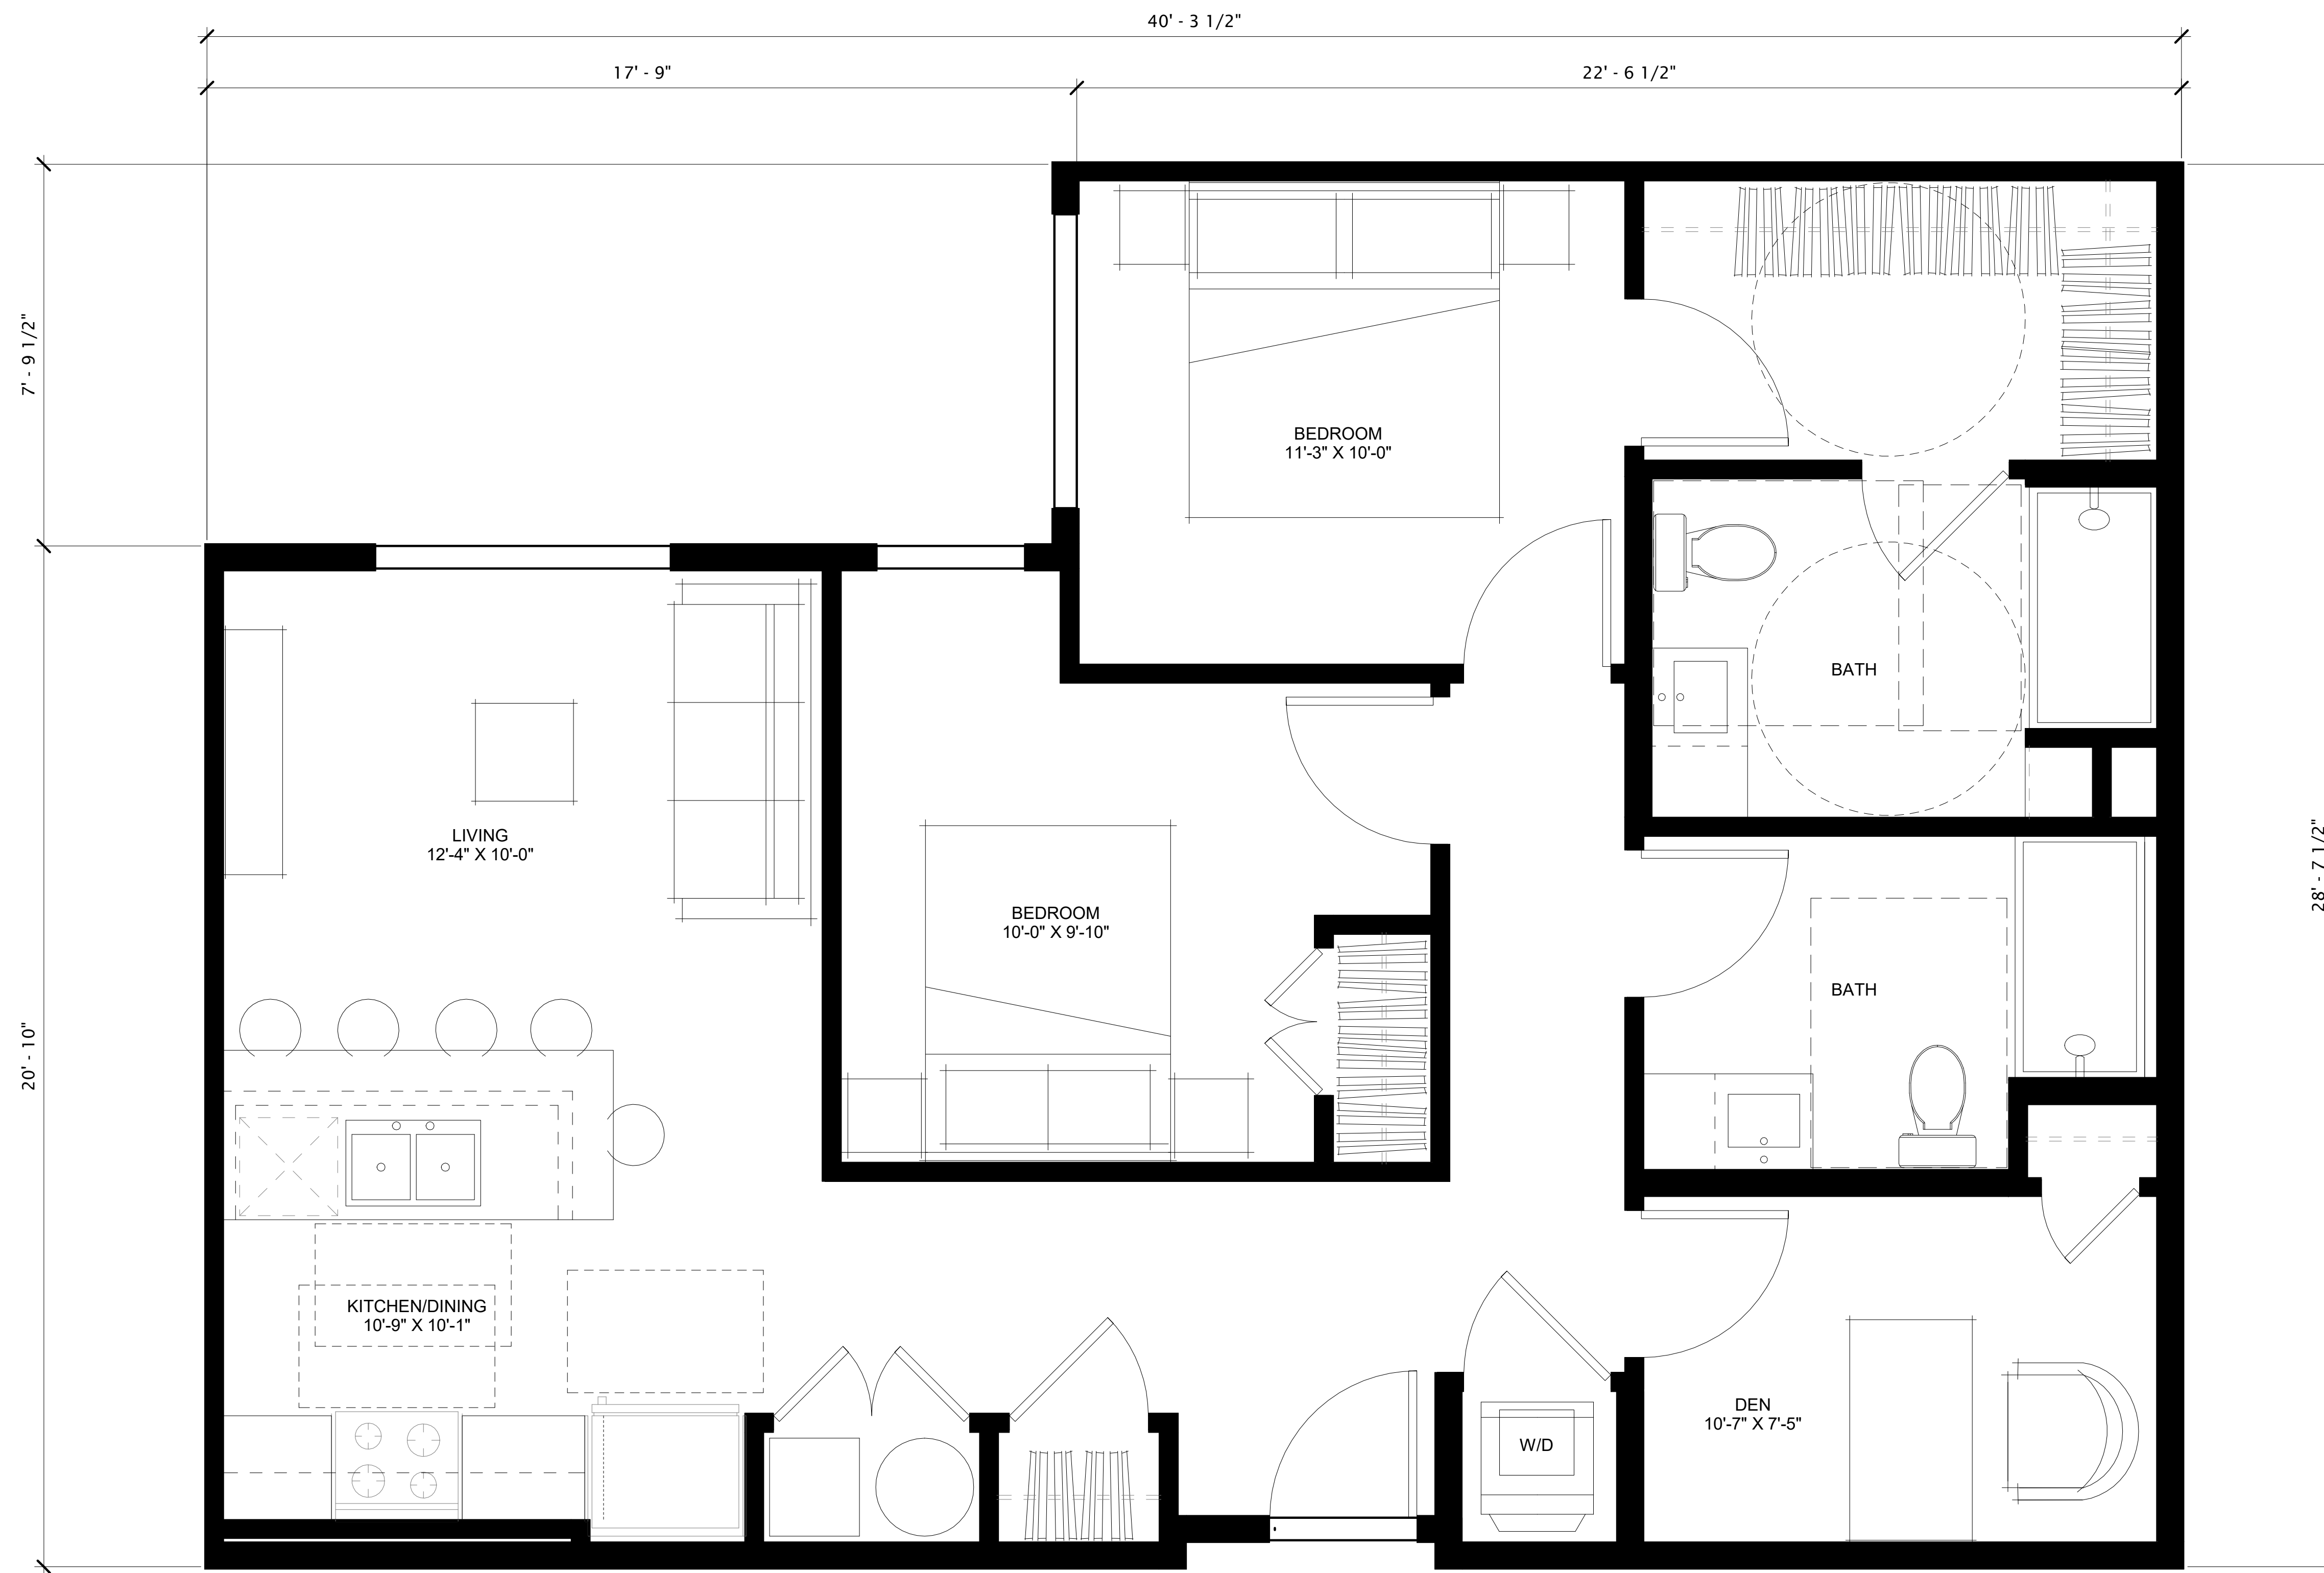 40' - 3 1/2"
17' - 9"
22' - 6 1/2"
7' - 9 1/2"
BEDROOM
11'-3" X 10'-0"
BATH
LIVING
12'-4" X 10'-0"
28' - 7 1/2"
BEDROOM
10'-0" X 9'-10"
BATH
20' - 10"
KITCHEN/DINING
10'-9" X 10'-1"
DEN
10'-7" X 7'-5"
W/D